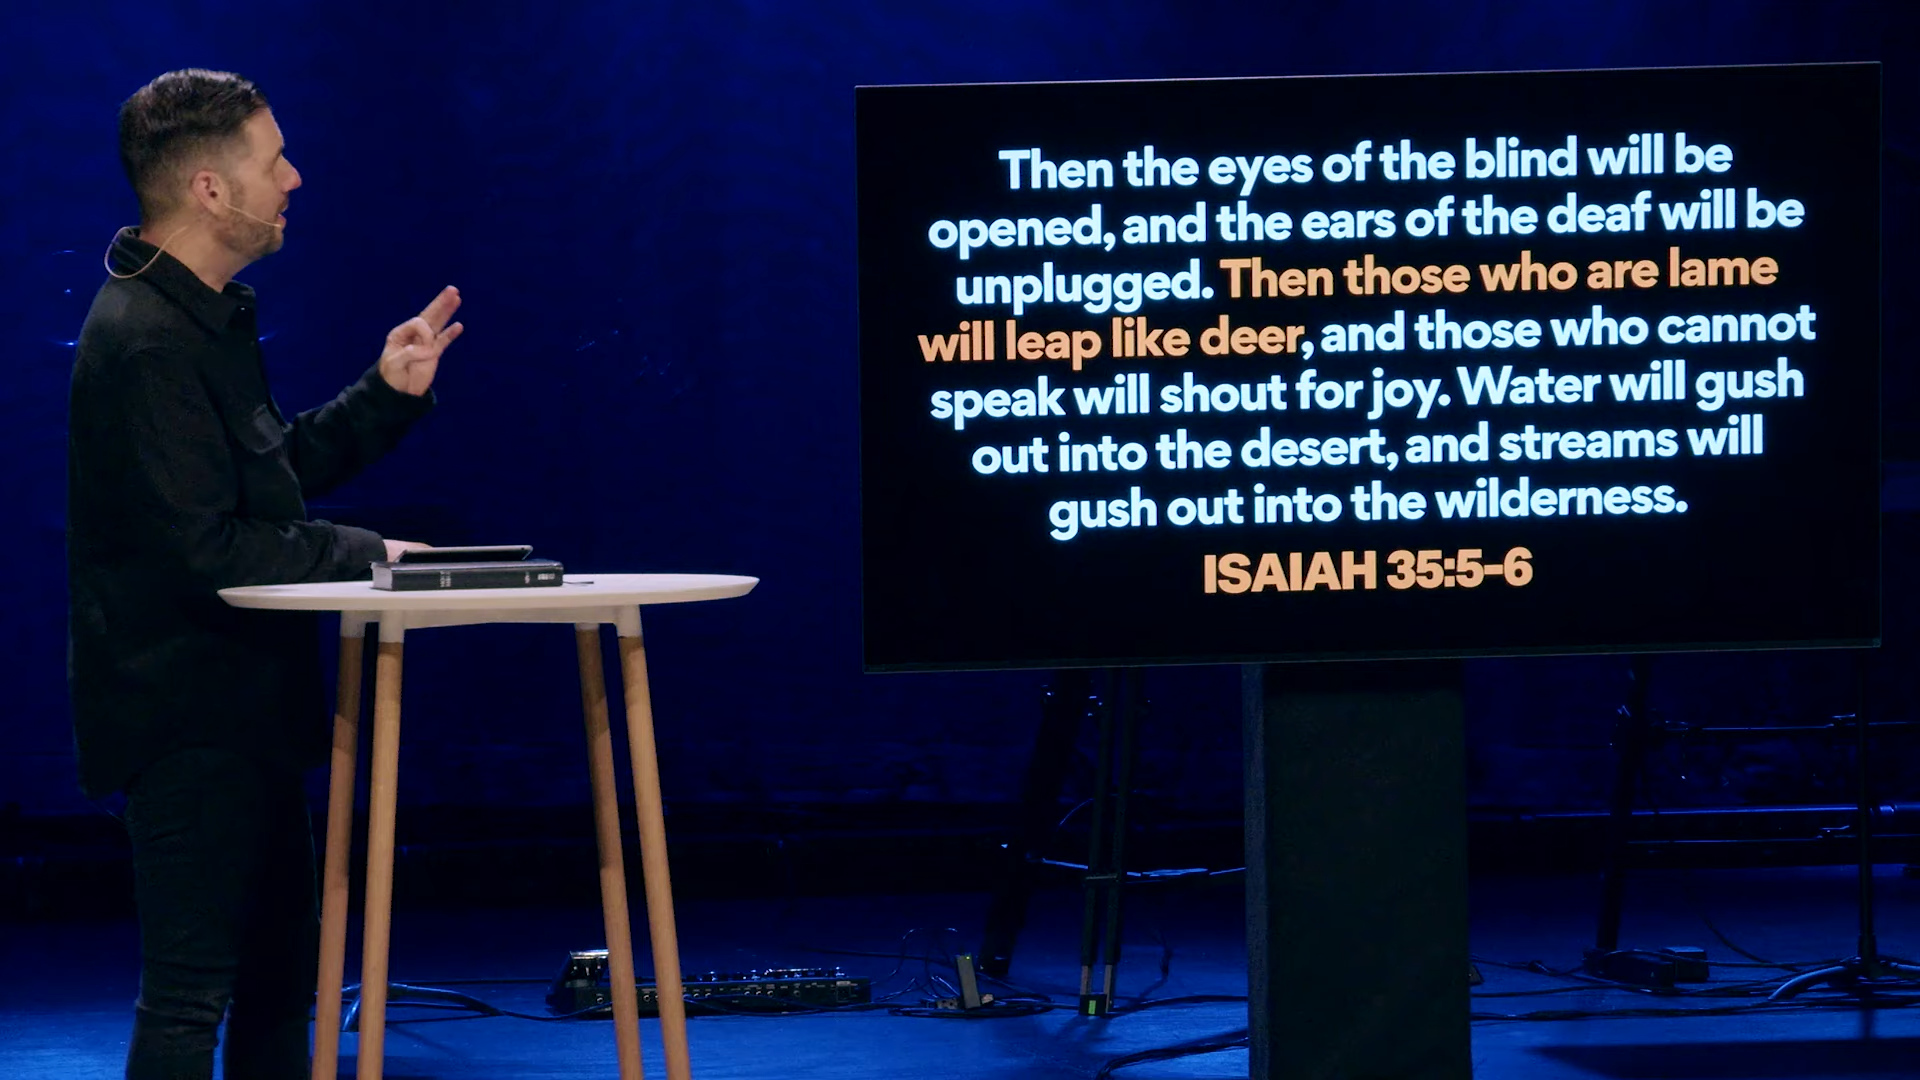 Then the eyes of the blind will be
opened, and the ears of the deaf will be
unplugged. Then those who are lame
will leap like deer, and those who cannot
speak will shout for joy. Water will gush
out into the desert, and streams will
gush out into the wilderness.
ISAIAH 35:5-6